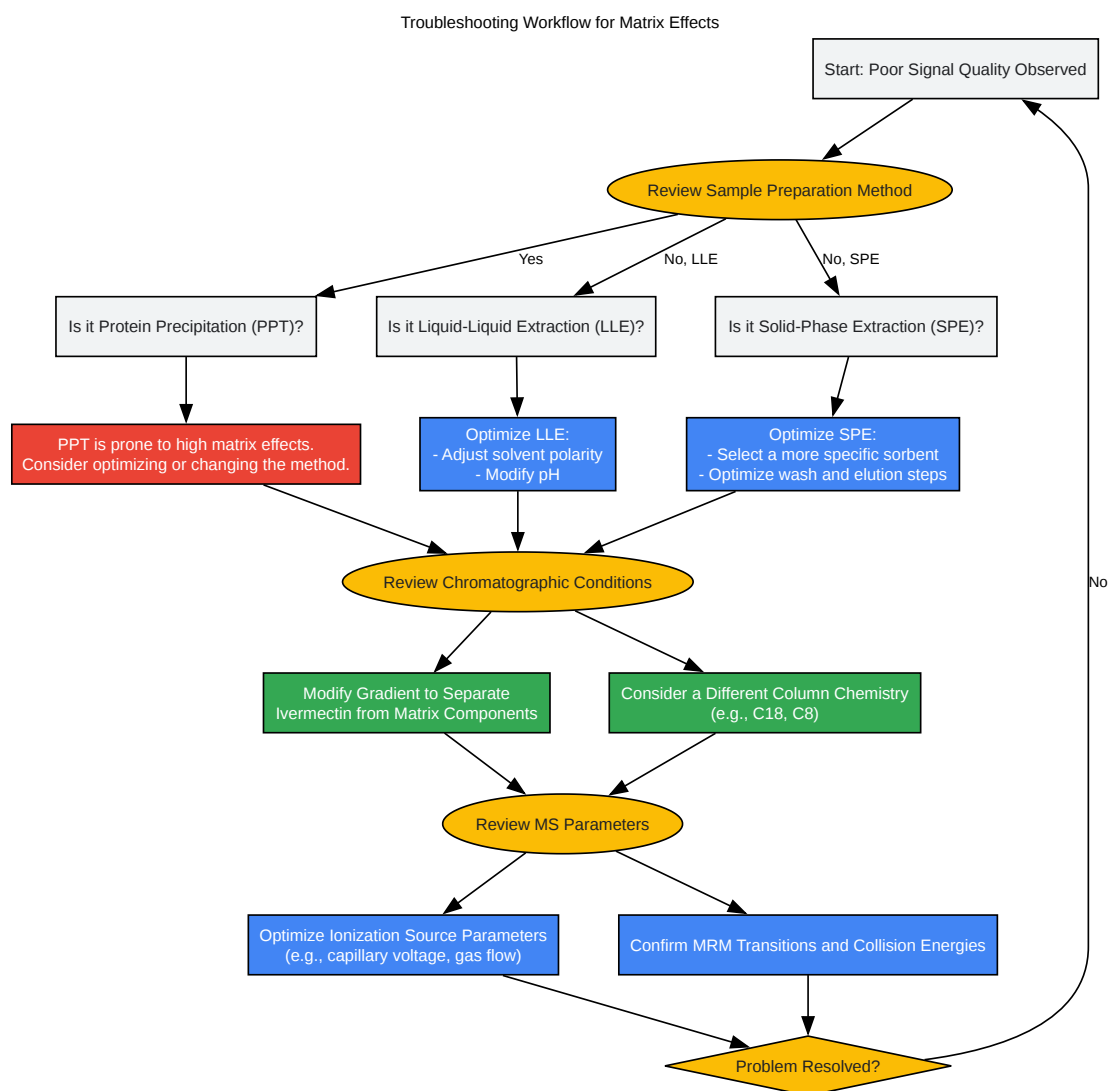 Troubleshooting Workflow for Matrix Effects
Start: Poor Signal Quality Observed
Review Sample Preparation Method
Yes
No, LLE
No, SPE
Is it Protein Precipitation (PPT)?
Is it Liquid-Liquid Extraction (LLE)?
Is it Solid-Phase Extraction (SPE)?
PPT is prone to high matrix effects.
Consider optimizing or changing the method.
Optimize LLE:
- Adjust solvent polarity
- Modify pH
Optimize SPE:
- Select a more specific sorbent
- Optimize wash and elution steps
Review Chromatographic Conditions
No
Modify Gradient to Separate
Ivermectin from Matrix Components
Consider a Different Column Chemistry
(e.g., C18, C8)
Review MS Parameters
Optimize Ionization Source Parameters
(e.g., capillary voltage, gas flow)
Confirm MRM Transitions and Collision Energies
Problem Resolved?